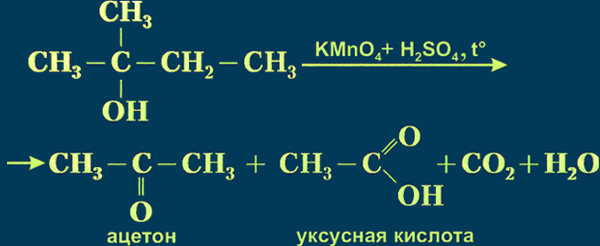 CH₃
CH₃ – C – CH₂ – CH₃ KMnO₄+ H₂SO₄, t°
OH
CH₃ – C – CH₃ + CH₃ – C O + CO₂ + H₂O
O OH
ацетон уксусная кислота